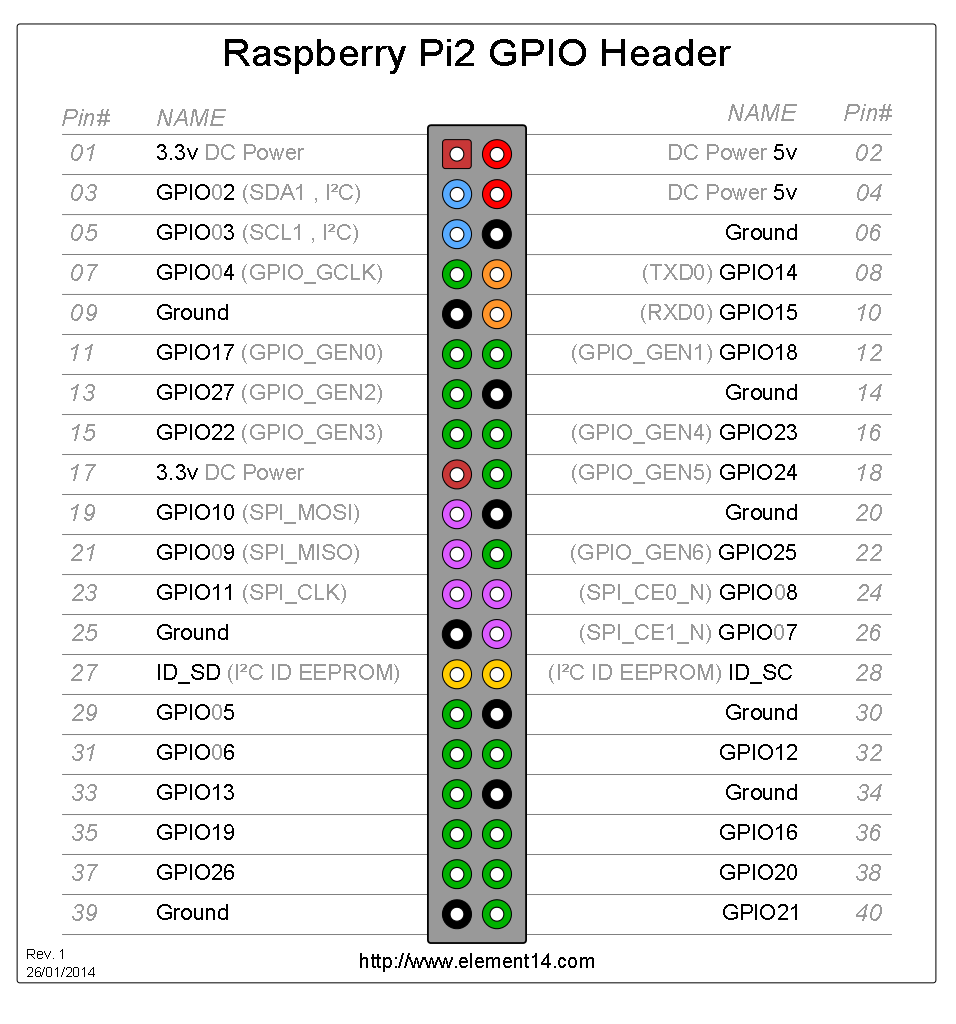 Raspberry Pi2 GPIO Header
Pin# NAME NAME Pin#
01 3.3v DC Power DC Power 5v 02
03 GPIO02 (SDA1 , I²C) DC Power 5v 04
05 GPIO03 (SCL1 , I²C) Ground 06
07 GPIO04 (GPIO_GCLK) (TXD0) GPIO14 08
09 Ground (RXD0) GPIO15 10
11 GPIO17 (GPIO_GEN0) (GPIO_GEN1) GPIO18 12
13 GPIO27 (GPIO_GEN2) Ground 14
15 GPIO22 (GPIO_GEN3) (GPIO_GEN4) GPIO23 16
17 3.3v DC Power (GPIO_GEN5) GPIO24 18
19 GPIO10 (SPI_MOSI) Ground 20
21 GPIO09 (SPI_MISO) (GPIO_GEN6) GPIO25 22
23 GPIO11 (SPI_CLK) (SPI_CE0_N) GPIO08 24
25 Ground (SPI_CE1_N) GPIO07 26
27 ID_SD (I²C ID EEPROM) (I²C ID EEPROM) ID_SC 28
29 GPIO05 Ground 30
31 GPIO06 GPIO12 32
33 GPIO13 Ground 34
35 GPIO19 GPIO16 36
37 GPIO26 GPIO20 38
39 Ground GPIO21 40
Rev. 1
26/01/2014
http://www.element14.com